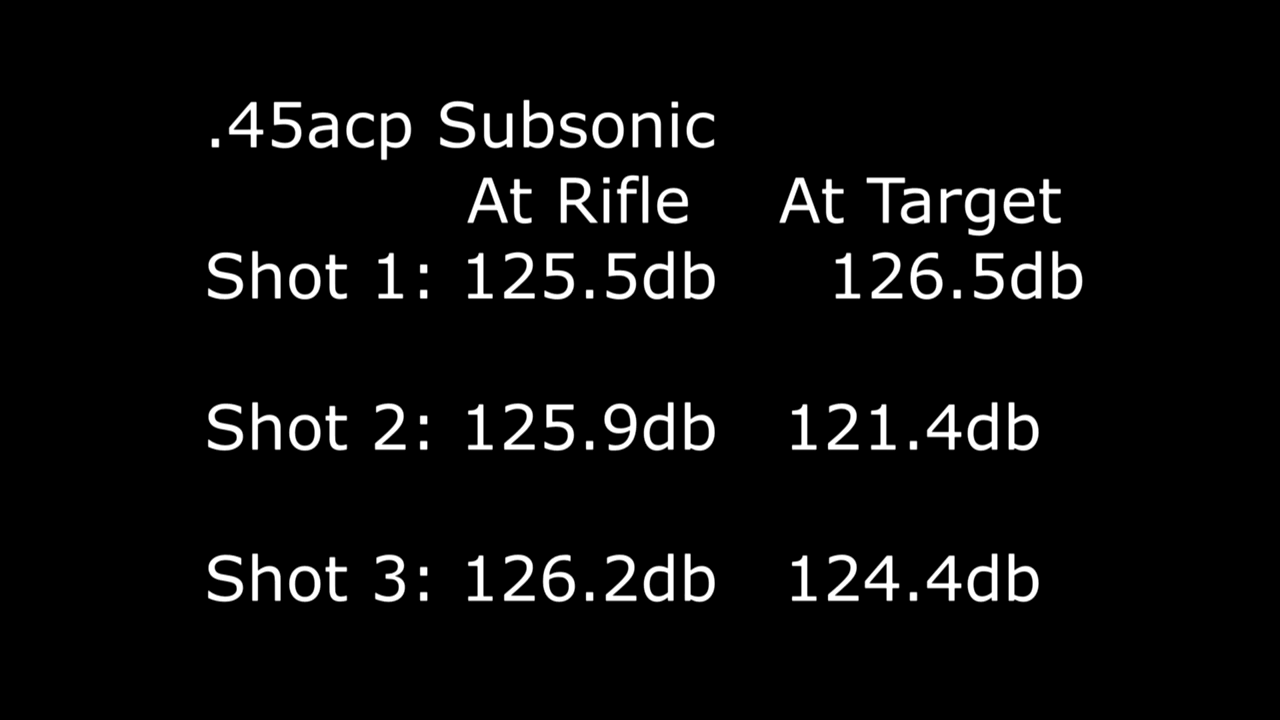 .45acp Subsonic
At Rifle At Target
Shot 1: 125.5db 126.5db
Shot 2: 125.9db 121.4db
Shot 3: 126.2db 124.4db